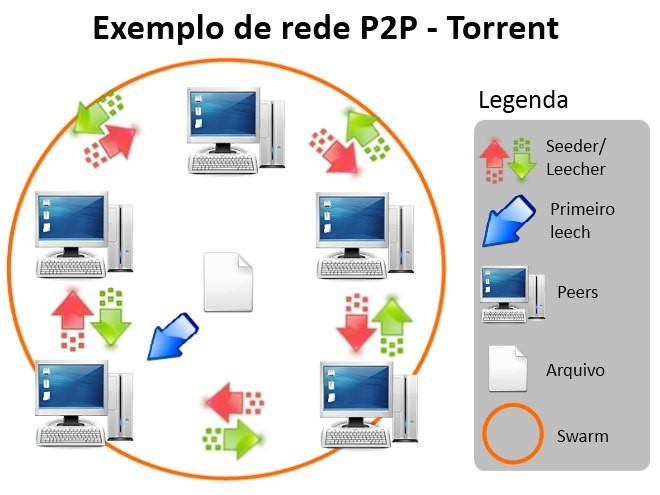 Exemplo de rede P2P - Torrent
Legenda
Seeder/
Leecher
Primeiro
leech
Peers
Arquivo
Swarm